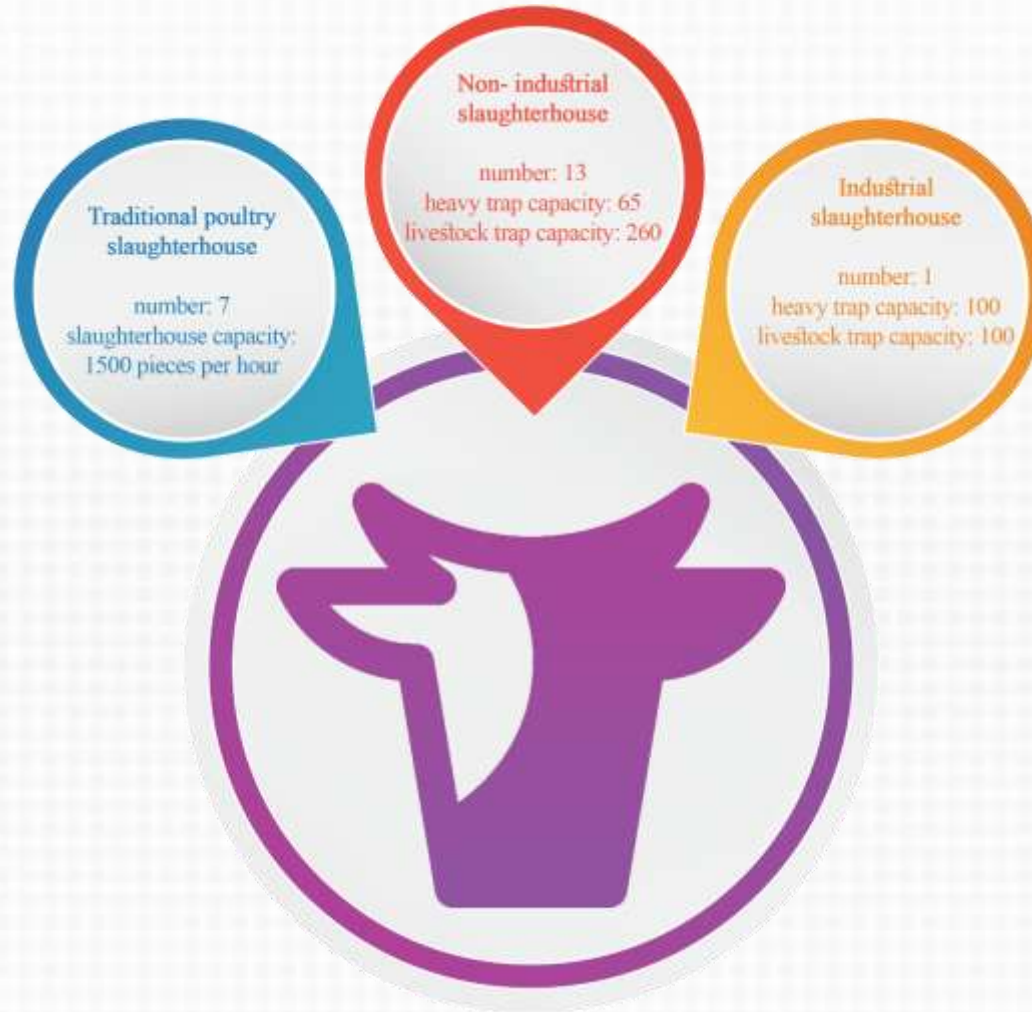 Traditional poultry
slaughterhouse
number: 7
slaughterhouse capacity:
1500 pieces per hour
Non- industrial
slaughterhouse
number: 13
heavy trap capacity: 65
livestock trap capacity: 260
Industrial
slaughterhouse
number: 1
heavy trap capacity: 100
livestock trap capacity: 100